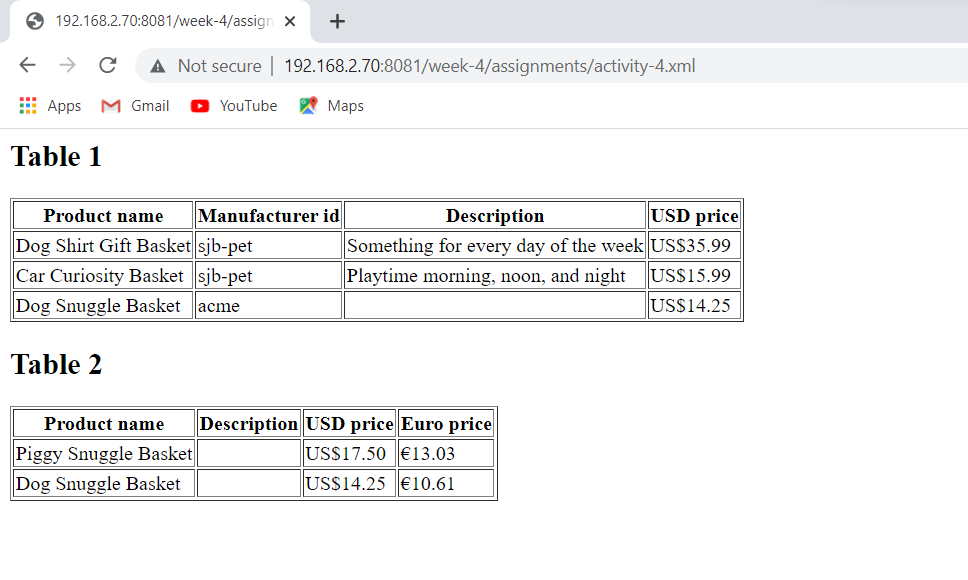 192.168.2.70:8081/week-4/assign
Not secure | 192.168.2.70:8081/week-4/assignments/activity-4.xml
Apps Gmail YouTube Maps
Table 1
Product name Manufacturer id Description USD price
Dog Shirt Gift Basket sjb-pet Something for every day of the week US$35.99
Car Curiosity Basket sjb-pet Playtime morning, noon, and night US$15.99
Dog Snuggle Basket acme US$14.25
Table 2
Product name Description USD price Euro price
Piggy Snuggle Basket US$17.50 €13.03
Dog Snuggle Basket US$14.25 €10.61